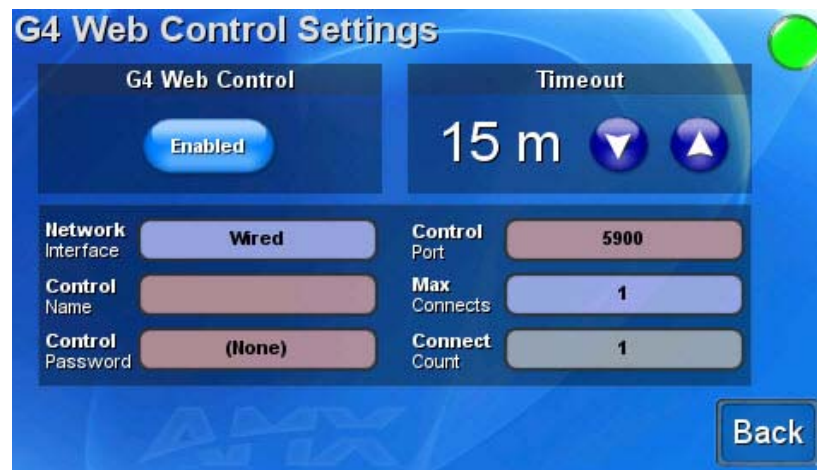 G4 Web Control Settings
G4 Web Control
Enabled
Timeout
15 m
Network
Interface
Wired
Control
Name
Control
Password
(None)
Control
Port
5900
Max
Connects
1
Connect
Count
1
AMX
Back